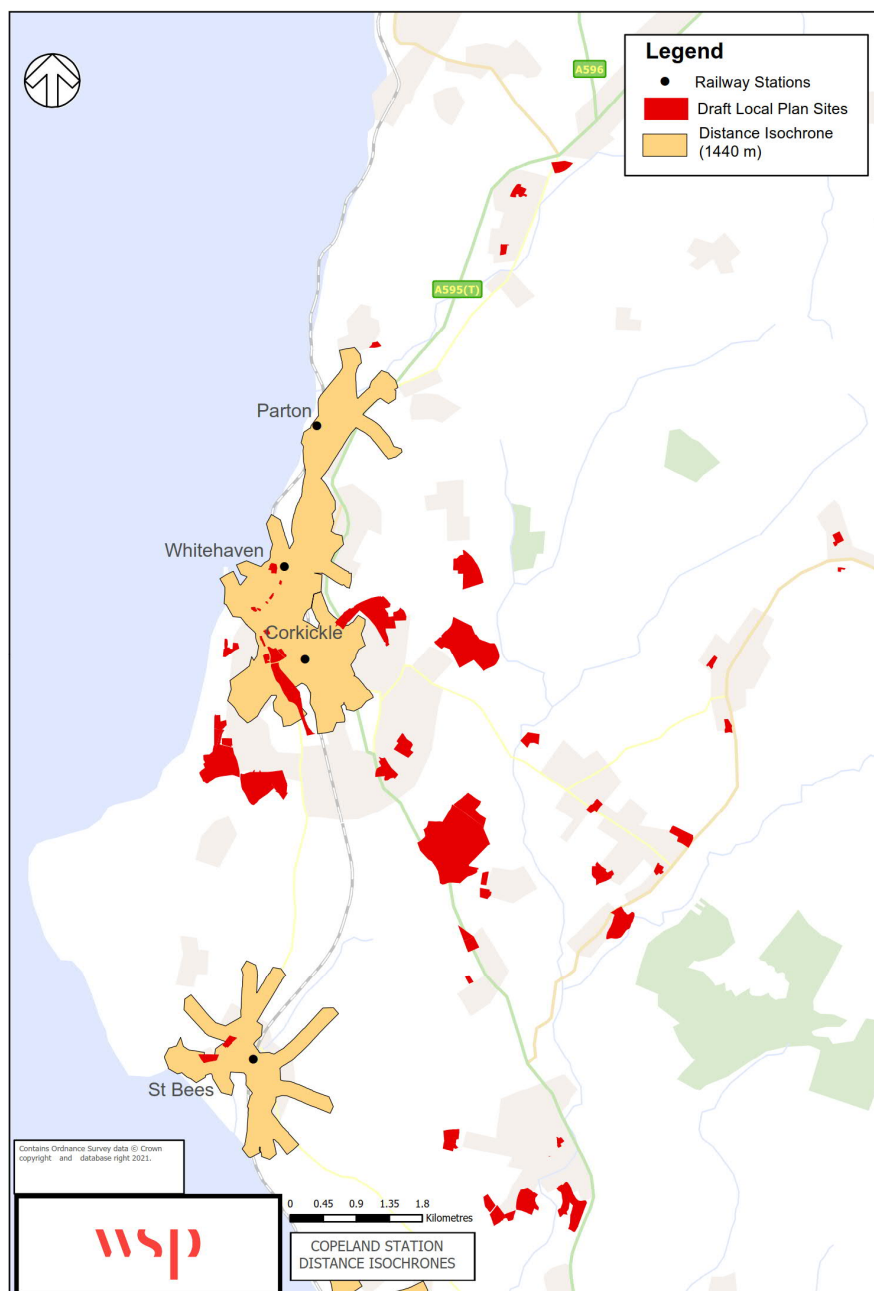 Legend
Railway Stations
Draft Local Plan Sites
Distance Isochrone
(1440 m)
A596
A595(T)
Parton
Whitehaven
Corkickle
St Bees
Contains Ordnance Survey data © Crown
copyright and database right 2021.
0 0.45 0.9 1.35 1.8
Kilometres
wsp
COPELAND STATION
DISTANCE ISOCHRONES